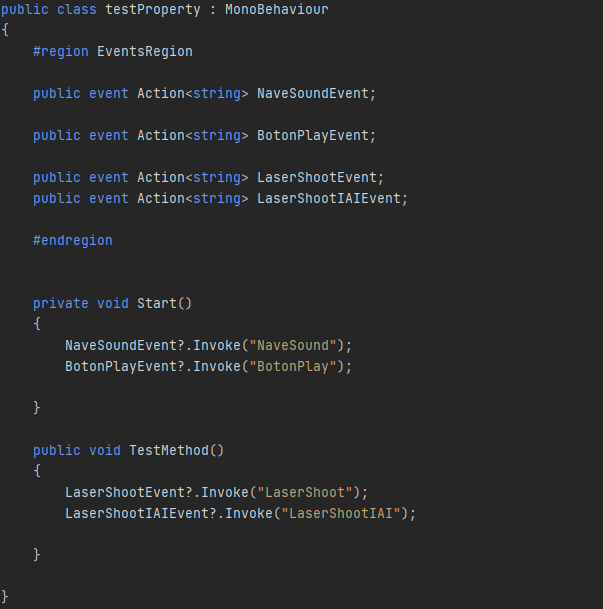 public class testProperty : MonoBehaviour
{
#region EventsRegion
public event Action<string> NaveSoundEvent;
public event Action<string> BotonPlayEvent;
public event Action<string> LaserShootEvent;
public event Action<string> LaserShootIAIEvent;
#endregion
private void Start()
{
NaveSoundEvent?.Invoke("NaveSound");
BotonPlayEvent?.Invoke("BotonPlay");
}
public void TestMethod()
{
LaserShootEvent?.Invoke("LaserShoot");
LaserShootIAIEvent?.Invoke("LaserShootIAI");
}
}